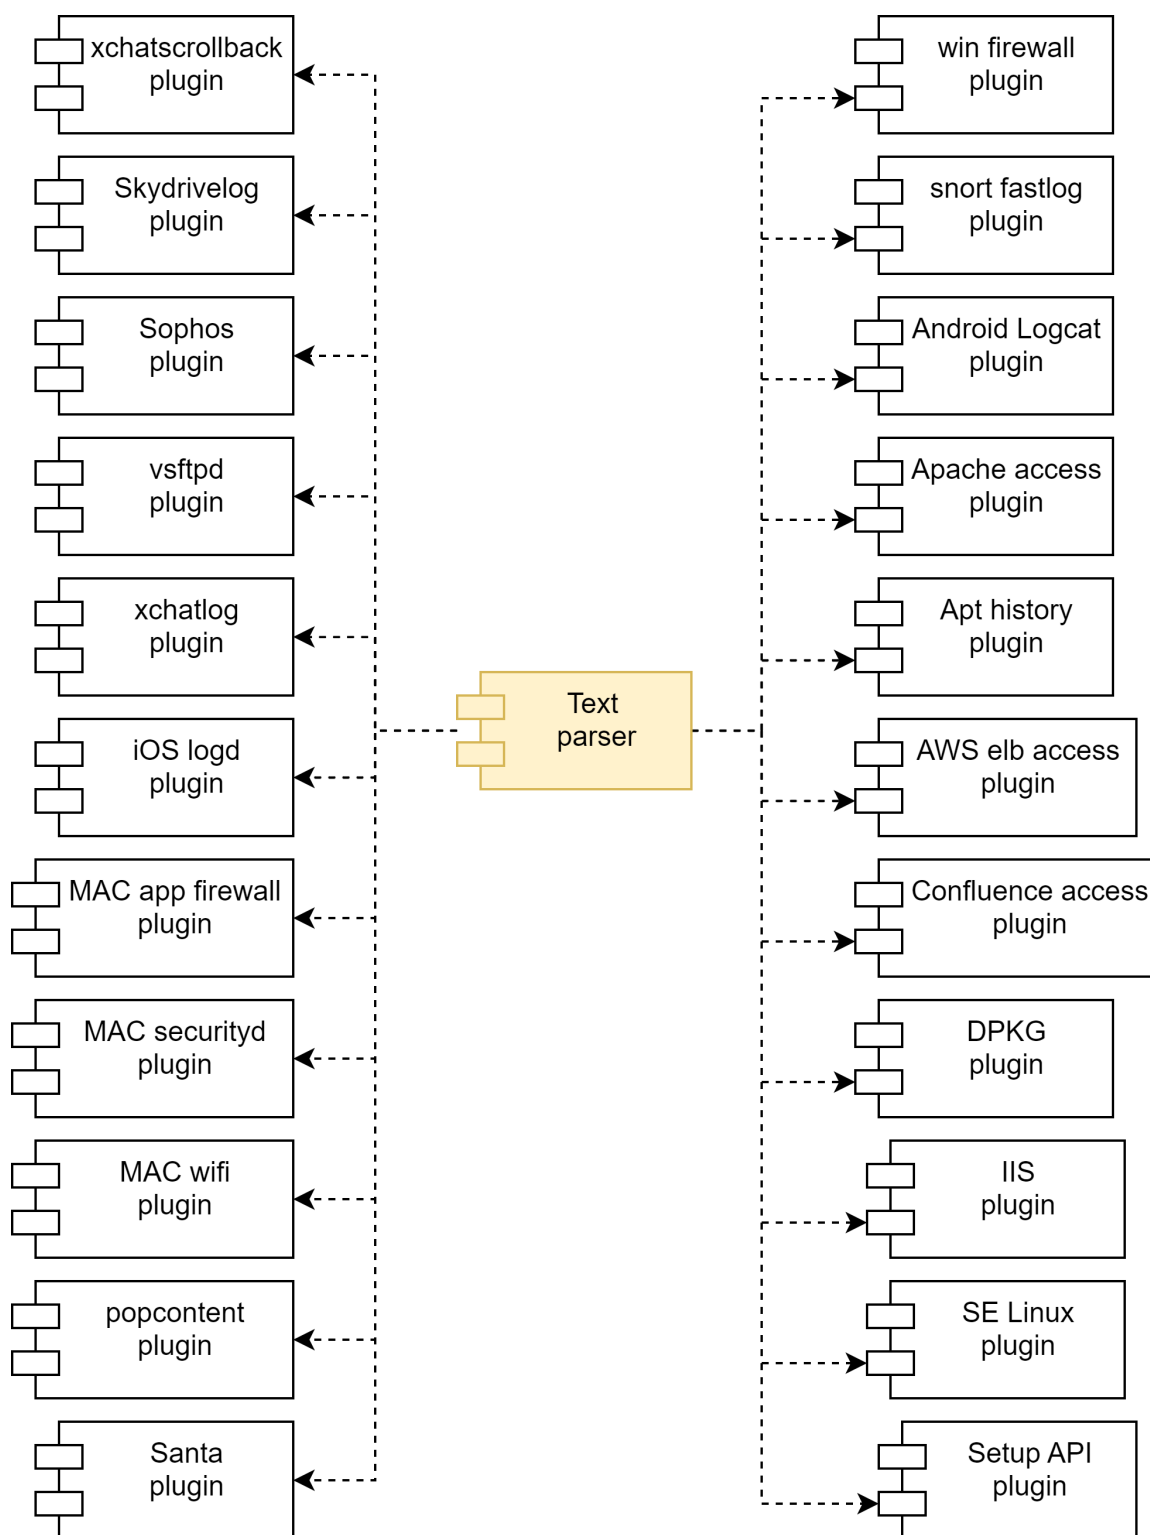 xchatscrollback
plugin
Skydrivelog
plugin
Sophos
plugin
vsftpd
plugin
xchatlog
plugin
iOS logd
plugin
MAC app firewall
plugin
MAC securityd
plugin
MAC wifi
plugin
popcontent
plugin
Santa
plugin
Text
parser
win firewall
plugin
snort fastlog
plugin
Android Logcat
plugin
Apache access
plugin
Apt history
plugin
AWS elb access
plugin
Confluence access
plugin
DPKG
plugin
IIS
plugin
SE Linux
plugin
Setup API
plugin